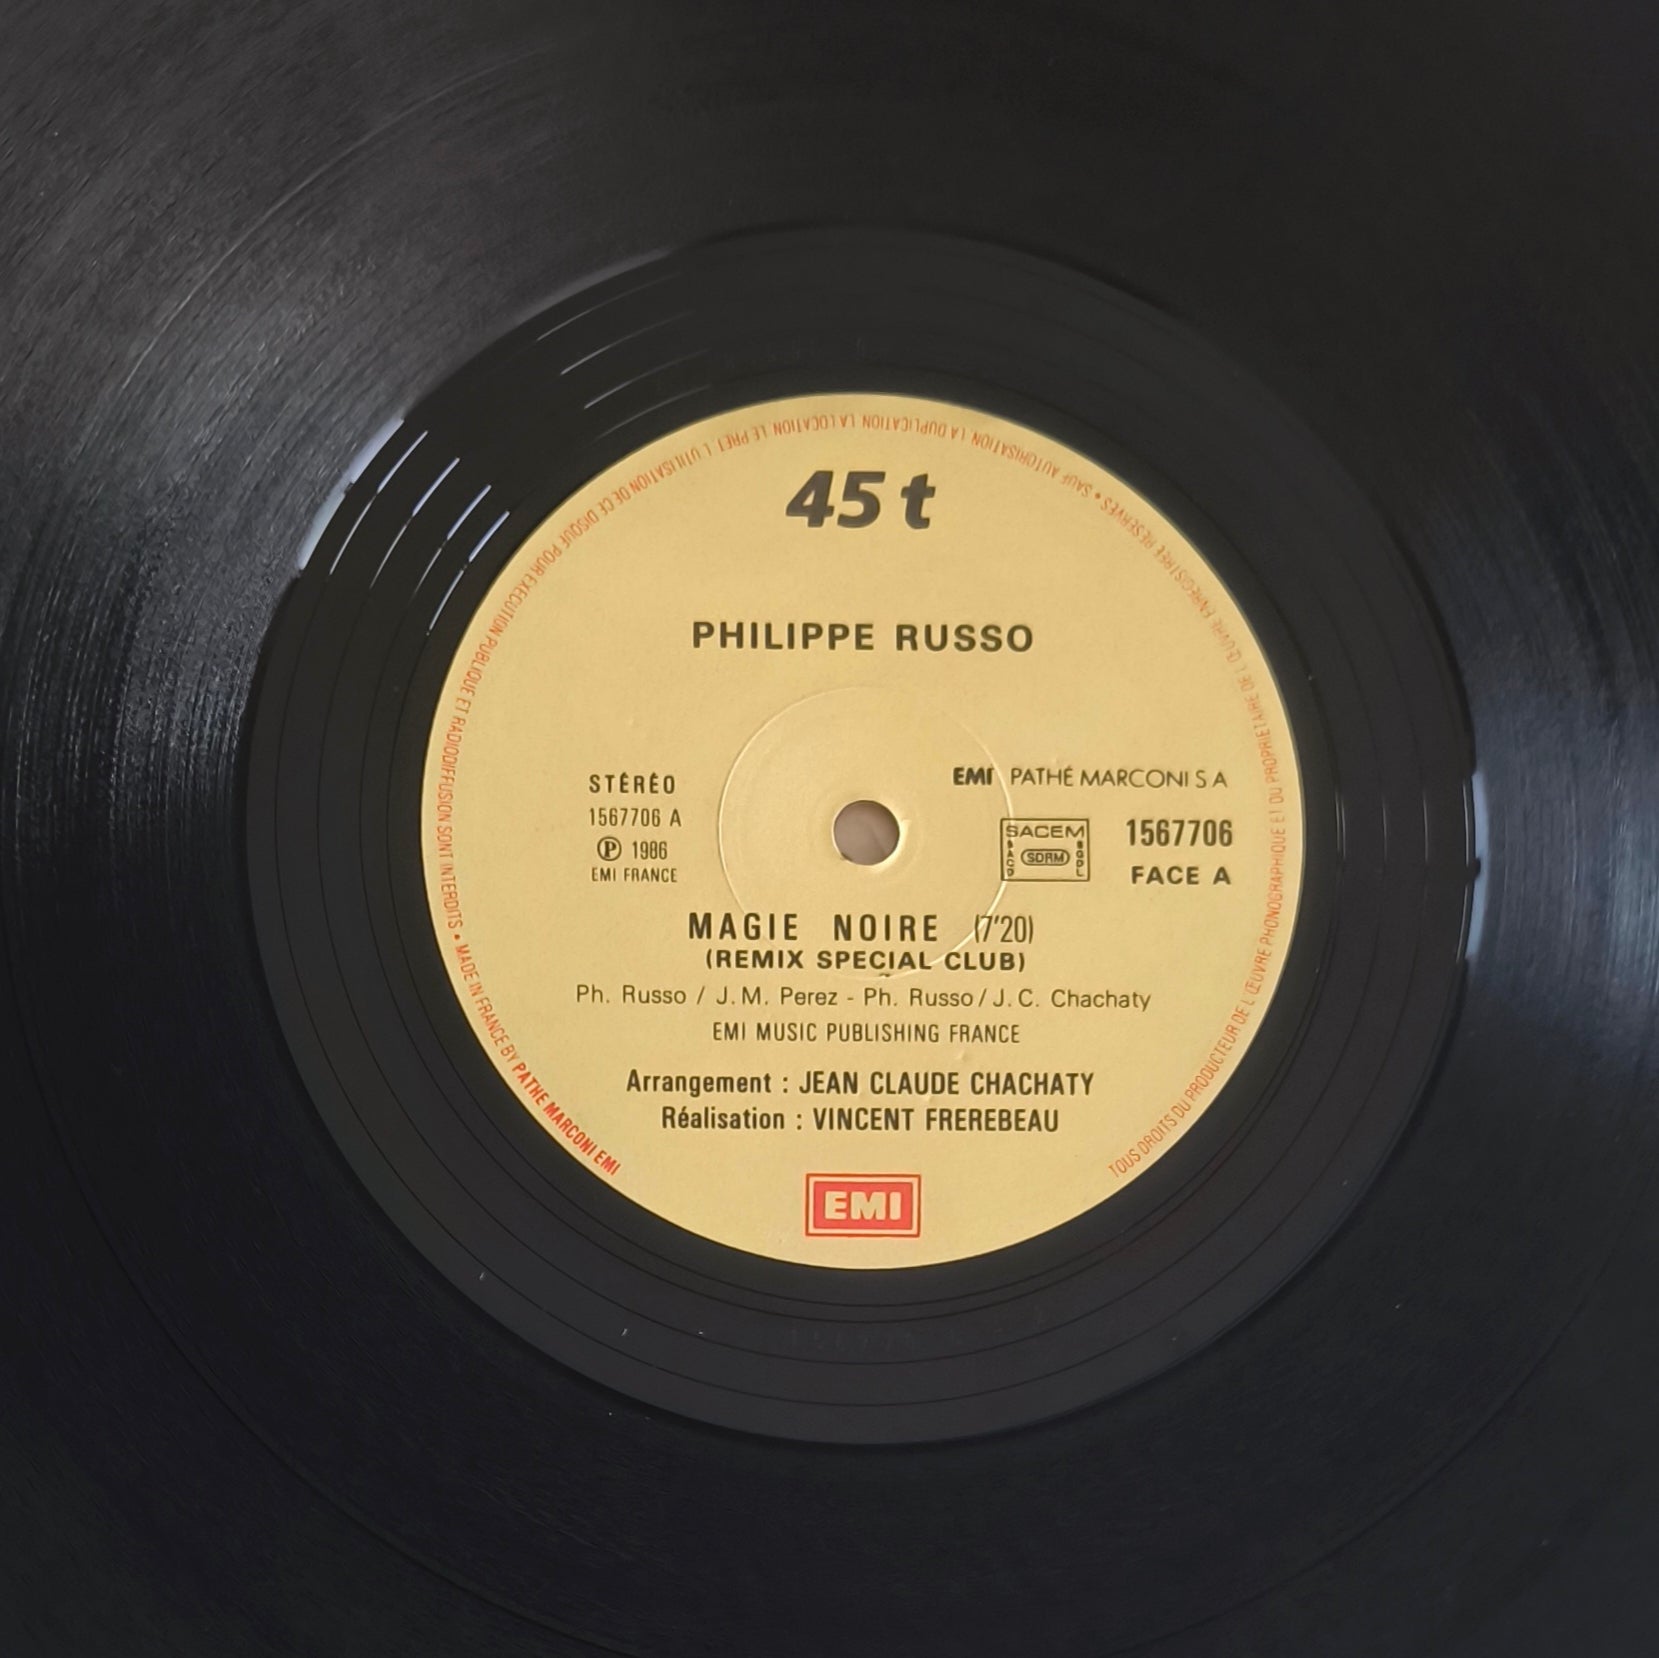 45 t
PHILIPPE RUSSO
STÉRÉO
1567706 A
Ⓟ 1986
EMI FRANCE
EMI PATHÉ MARCONI S A
SACEM
SACD
SDRM
SGDL
1567706
FACE A
MAGIE NOIRE (7'20)
(REMIX SPECIAL CLUB)
Ph. Russo / J. M. Perez - Ph. Russo / J. C. Chachaty
EMI MUSIC PUBLISHING FRANCE
Arrangement : JEAN CLAUDE CHACHATY
Réalisation : VINCENT FREREBEAU
EMI
TOUS DROITS DU PRODUCTEUR DE L'ŒUVRE PHONOGRAPHIQUE ET DU PROPRIETAIRE DE L'ŒUVRE ENREGISTREE RESERVES • SAUF AUTORISATION, LA DUPLICATION, LA LOCATION, LE PRET, L'UTILISATION DE CE DISQUE POUR EXECUTION PUBLIQUE ET RADIODIFFUSION SONT INTERDITS • MADE IN FRANCE BY PATHE MARCONI EMI